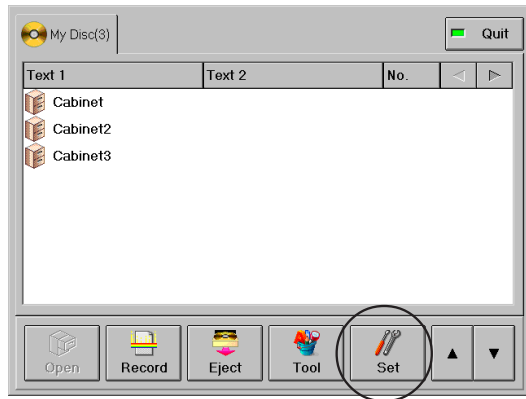 My Disc(3)
Quit
Text 1 Text 2 No.
Cabinet
Cabinet2
Cabinet3
Open Record Eject Tool Set